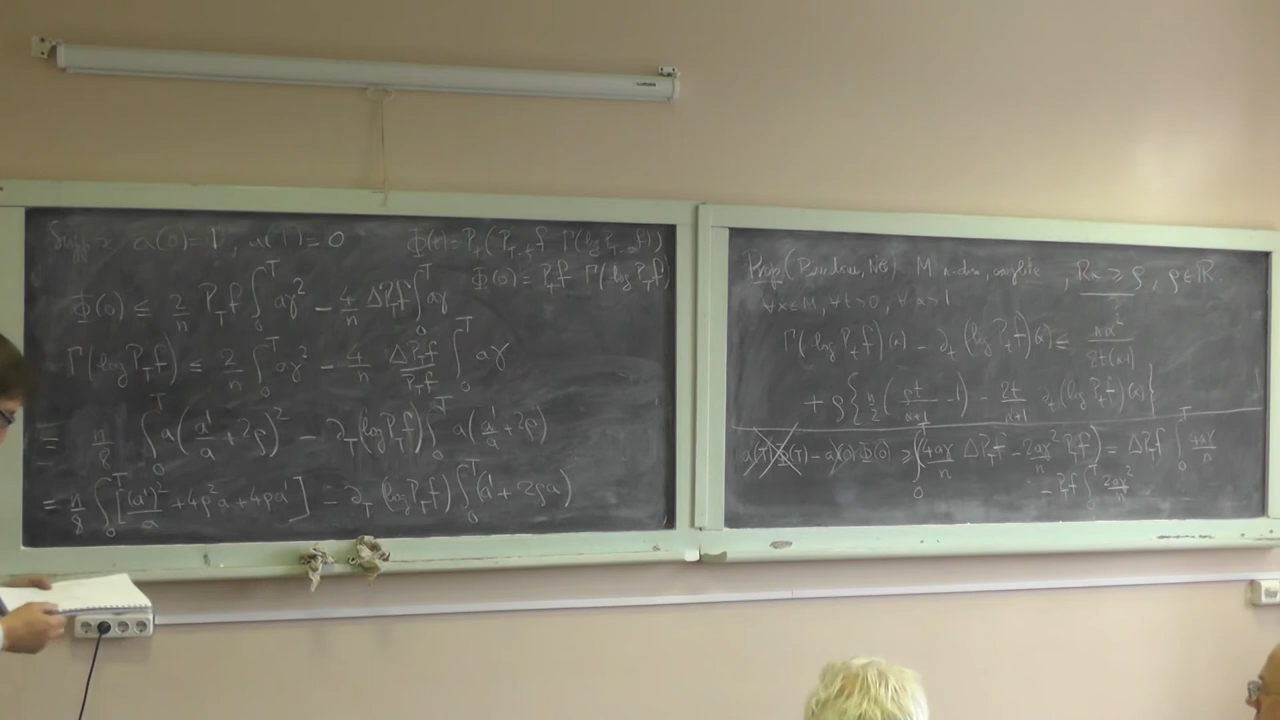 a(0)=1, a(T)=0
Φ(t)=P_t(P_{T-t}f Γ(log P_{T-t}f))
Φ(0)=P_T f Γ(log P_T f)
Φ(0) ≤ 2/n P_T f ∫_0^T aγ² - 4/n ΔP_T f ∫_0^T aγ
Γ(log P_T f) ≤ 2/n ∫_0^T aγ² - 4/n ΔP_T f/P_T f ∫_0^T aγ
= n/8 ∫_0^T a(a'/a+2ρ)² - ∂_T(log P_T f) ∫_0^T a(a'/a+2ρ)
= n/8 ∫_0^T [(a')²/a+4ρ²a+4ρa'] - ∂_T(log P_T f) ∫_0^T (a'+2ρa)
Prop. (, NG) M n-dim, complete, Ric ≥ ρ, ρ∈ℝ.
∀x∈M, ∀t>0, ∀α>1
Γ(log P_t f)(x) - ∂_t(log P_t f)(x) ≤ nα²/8t(α-1)
+ρ{n/2(ρt/α+1 - 1) - 2t/α+1 ∂_t(log P_t f)(x)}
a(T)Φ(T)-a(0)Φ(0) ≥ ∫_0^T (4aγ/n ΔP_T f - 2aγ²/n P_T f) = ΔP_T f ∫_0^T 4aγ/n
- P_T f ∫_0^T 2aγ²/n